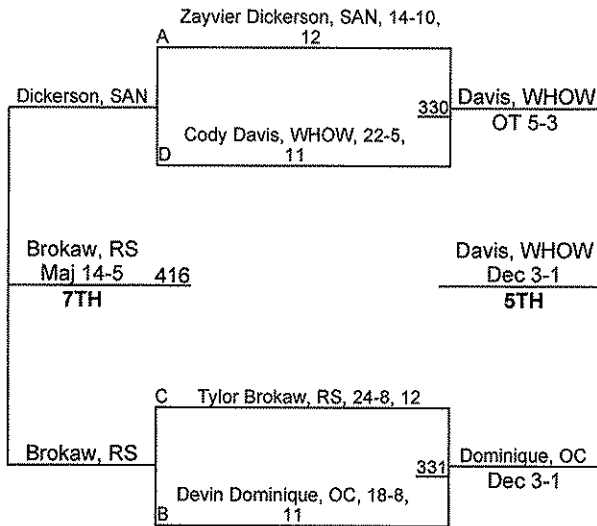 Zayvier Dickerson, SAN, 14-10,
A
12
Dickerson, SAN
330
Davis, WHOW
OT 5-3
Cody Davis, WHOW, 22-5,
D
11
Brokaw, RS
Maj 14-5
416
7TH
Davis, WHOW
Dec 3-1
5TH
C
Tylor Brokaw, RS, 24-8, 12
Brokaw, RS
331
Dominique, OC
Dec 3-1
Devin Dominique, OC, 18-8,
B
11